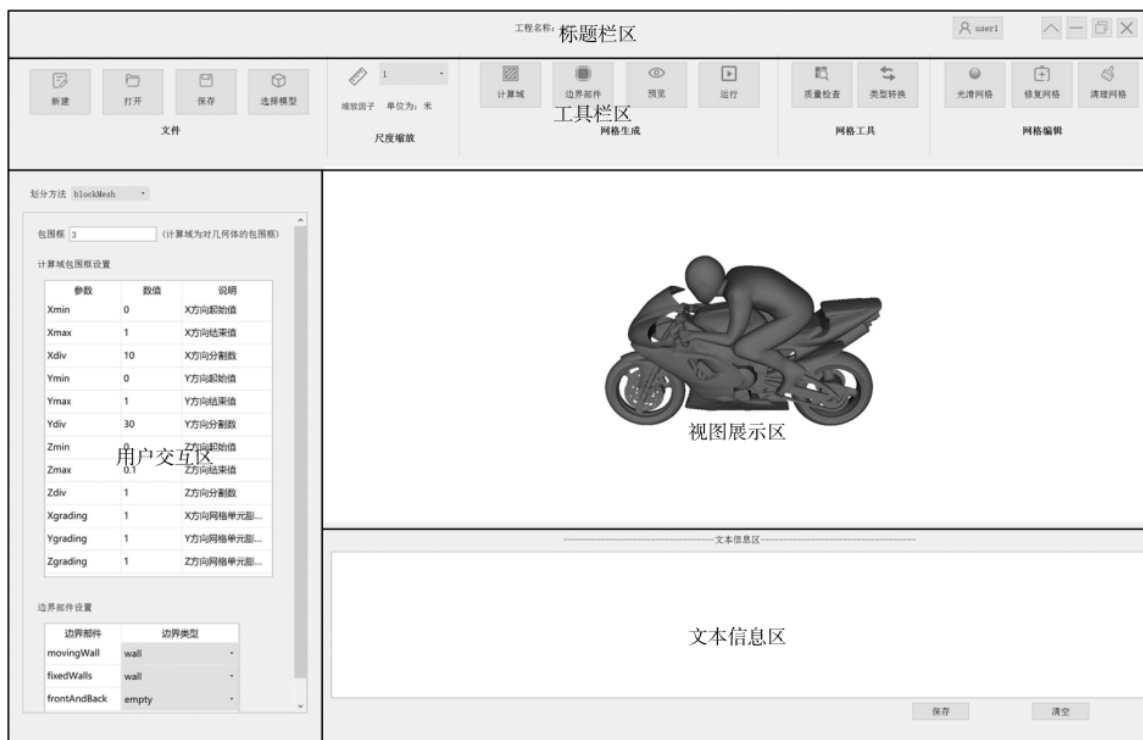 工程名称: 标题栏区 user1
新建 打开 保存 选择模型
文件
1
缩放因子 单位为: 米
尺度缩放
计算域 边界部件 预览 运行
工具栏区
网格生成
质量检查 类型转换
网格工具
光滑网格 修复网格 清理网格
网格编辑
划分方法 blockMesh
包围框 3 (计算域为对几何体的包围框)
计算域包围框设置
参数 数值 说明
Xmin 0 X方向起始值
Xmax 1 X方向结束值
Xdiv 10 X方向分割数
Ymin 0 Y方向起始值
Ymax 1 Y方向结束值
Ydiv 30 Y方向分割数
Zmin 0 Z方向起始值
用户交互区
Zmax 0.1 Z方向结束值
Zdiv 1 Z方向分割数
Xgrading 1 X方向网格单元膨...
Ygrading 1 Y方向网格单元膨...
Zgrading 1 Z方向网格单元膨...
边界部件设置
边界部件 边界类型
movingWall wall
fixedWalls wall
frontAndBack empty
视图展示区
文本信息区
文本信息区
保存 清空